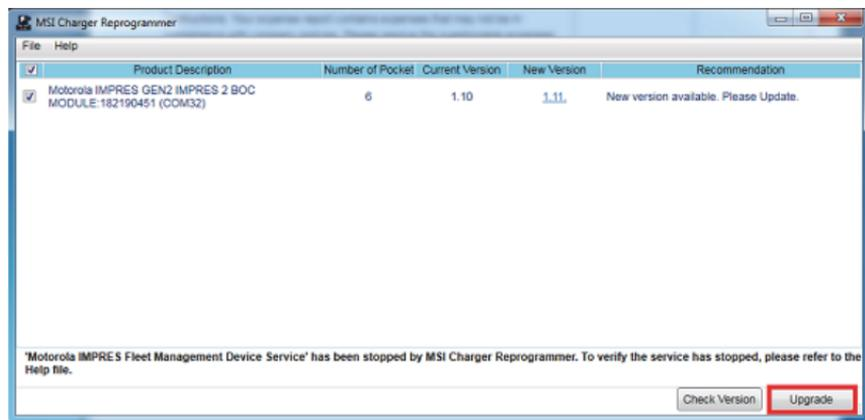 MSI Charger Reprogrammer
File Help
Product Description Number of Pocket Current Version New Version Recommendation
Motorola IMPRES GEN2 IMPRES 2 BOC
MODULE:182190451 (COM32) 6 1.10 1.11. New version available. Please Update.
'Motorola IMPRES Fleet Management Device Service' has been stopped by MSI Charger Reprogrammer. To verify the service has stopped, please refer to the
Help file.
Check Version Upgrade